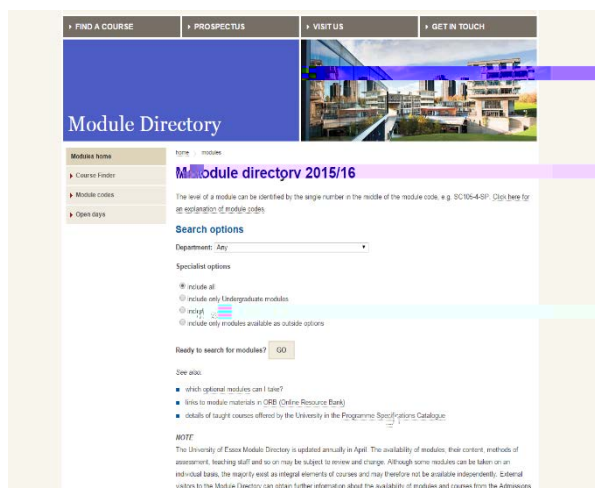 FIND A COURSE
PROSPECTUS
VISIT US
GET IN TOUCH
Module Directory
Modules home
Course Finder
Module codes
Open days
home modules
Module directory 2015/16
The level of a module can be identified by the single number in the middle of the module code, e.g. SC105-4-SP. Click here for
an explanation of module codes.
Search options
Department: Any
Specialist options
include all
include only Undergraduate modules
include only modules available as outside options
Ready to search for modules? GO
See also:
which optional modules can I take?
links to module materials in ORB (Online Resource Bank)
details of taught courses offered by the University in the Programme Specifications Catalogue
NOTE
The University of Essex Module Directory is updated annually in April. The availability of modules, their content, methods of
assessment, teaching staff and so on may be subject to review and change. Although some modules can be taken on an
individual basis, the majority exist as integral elements of courses and may therefore not be available independently. External
visitors to the Module Directory can obtain further information about the availability of modules and courses from the Admissions